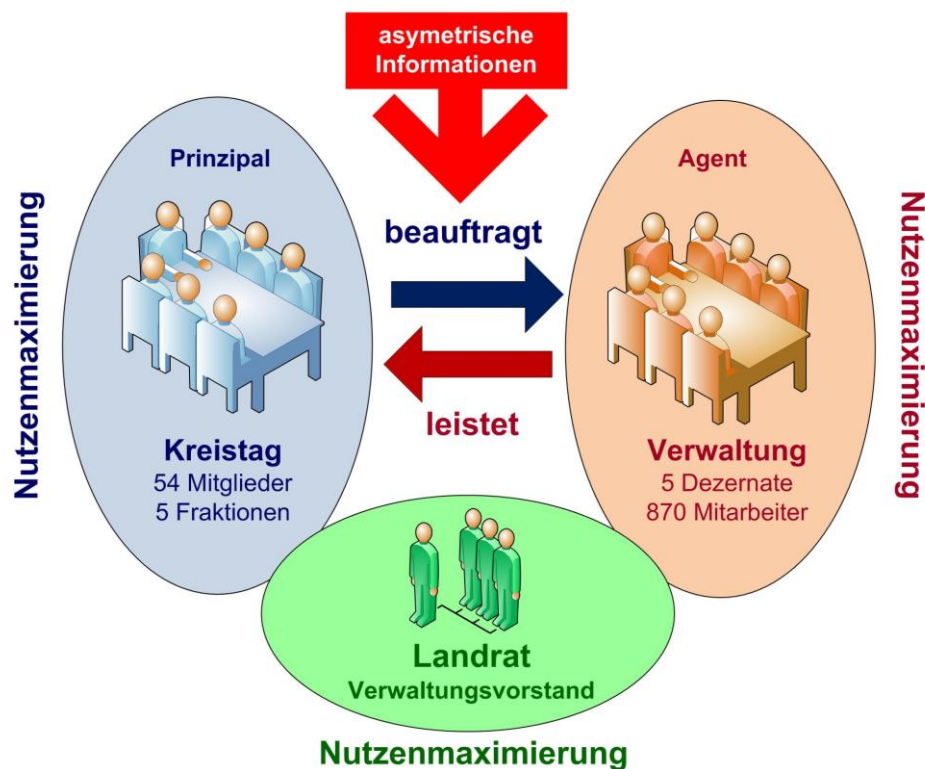 asymetrische
Informationen
Prinzipal
Agent
Nutzenmaximierung
beauftragt
Nutzenmaximierung
leistet
Kreistag
54 Mitglieder
5 Fraktionen
Verwaltung
5 Dezernate
870 Mitarbeiter
Landrat
Verwaltungsvorstand
Nutzenmaximierung